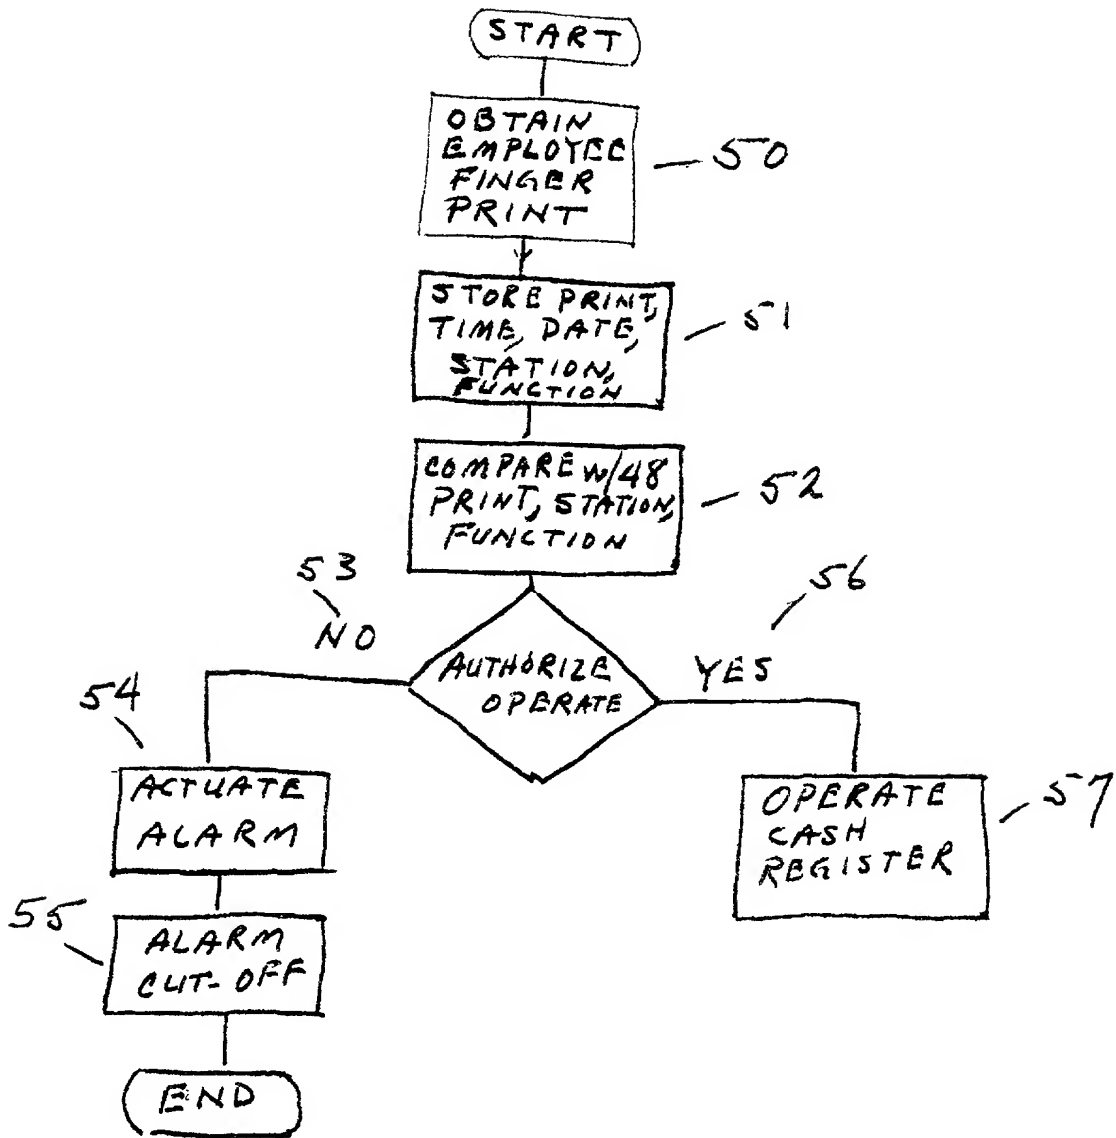 START
OBTAIN
EMPLOYEE
FINGER
PRINT
50
STORE PRINT,
TIME, DATE,
STATION,
FUNCTION
51
COMPARE W/48
PRINT, STATION,
FUNCTION
52
53
NO
AUTHORIZE
OPERATE
56
YES
54
ACTUATE
ALARM
OPERATE
CASH
REGISTER
57
55
ALARM
CUT-OFF
END